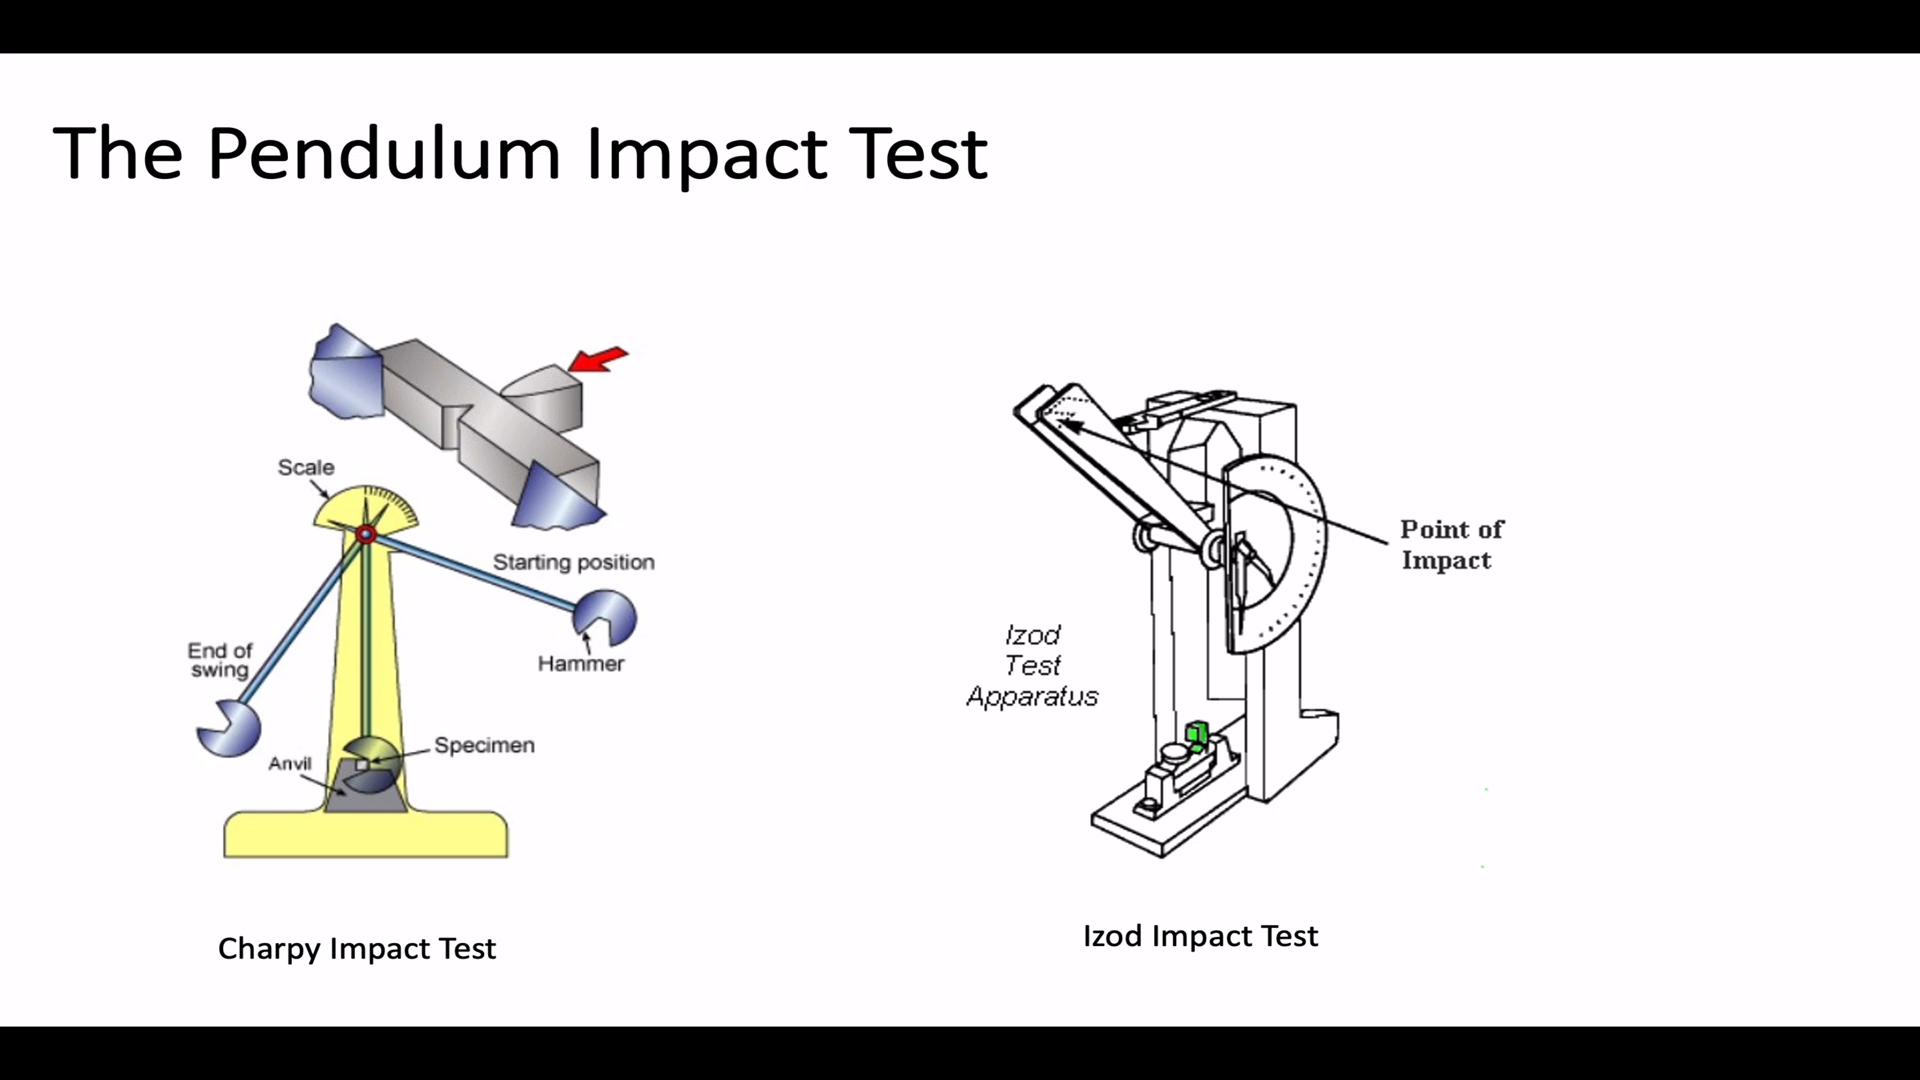 The Pendulum Impact Test
Scale
Starting position
Hammer
End of
swing
Specimen
Anvil
Charpy Impact Test
Point of
Impact
Izod
Test
Apparatus
Izod Impact Test